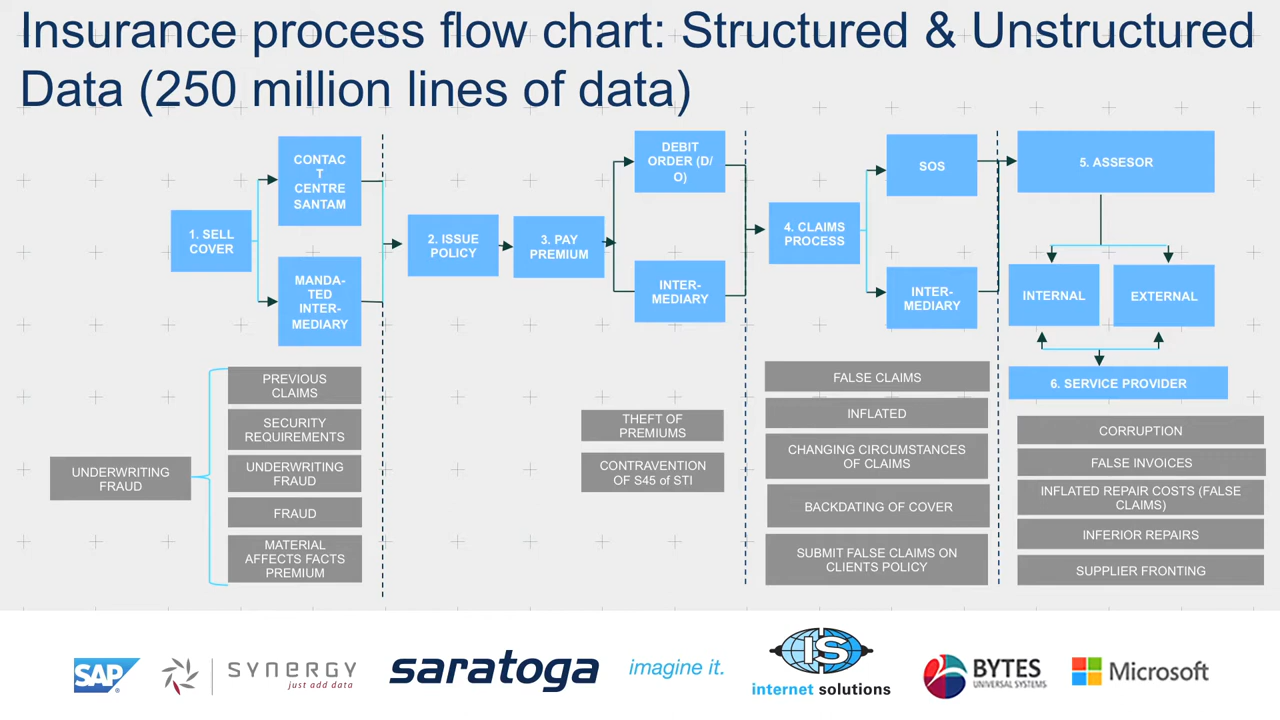 Insurance process flow chart: Structured & Unstructured
Data (250 million lines of data)
1. SELL
COVER
CONTAC
T
CENTRE
SANTAM
MANDA-
TED
INTER-
MEDIARY
2. ISSUE
POLICY
3. PAY
PREMIUM
DEBIT
ORDER (D/
O)
INTER-
MEDIARY
4. CLAIMS
PROCESS
SOS
INTER-
MEDIARY
5. ASSESOR
INTERNAL
EXTERNAL
6. SERVICE PROVIDER
UNDERWRITING
FRAUD
PREVIOUS
CLAIMS
SECURITY
REQUIREMENTS
UNDERWRITING
FRAUD
FRAUD
MATERIAL
AFFECTS FACTS
PREMIUM
THEFT OF
PREMIUMS
CONTRAVENTION
OF S45 of STI
FALSE CLAIMS
INFLATED
CHANGING CIRCUMSTANCES
OF CLAIMS
BACKDATING OF COVER
SUBMIT FALSE CLAIMS ON
CLIENTS POLICY
CORRUPTION
FALSE INVOICES
INFLATED REPAIR COSTS (FALSE
CLAIMS)
INFERIOR REPAIRS
SUPPLIER FRONTING
SAP
SYNERGY
just add data
saratoga
imagine it.
IS
internet solutions
BYTES
UNIVERSAL SYSTEMS
Microsoft